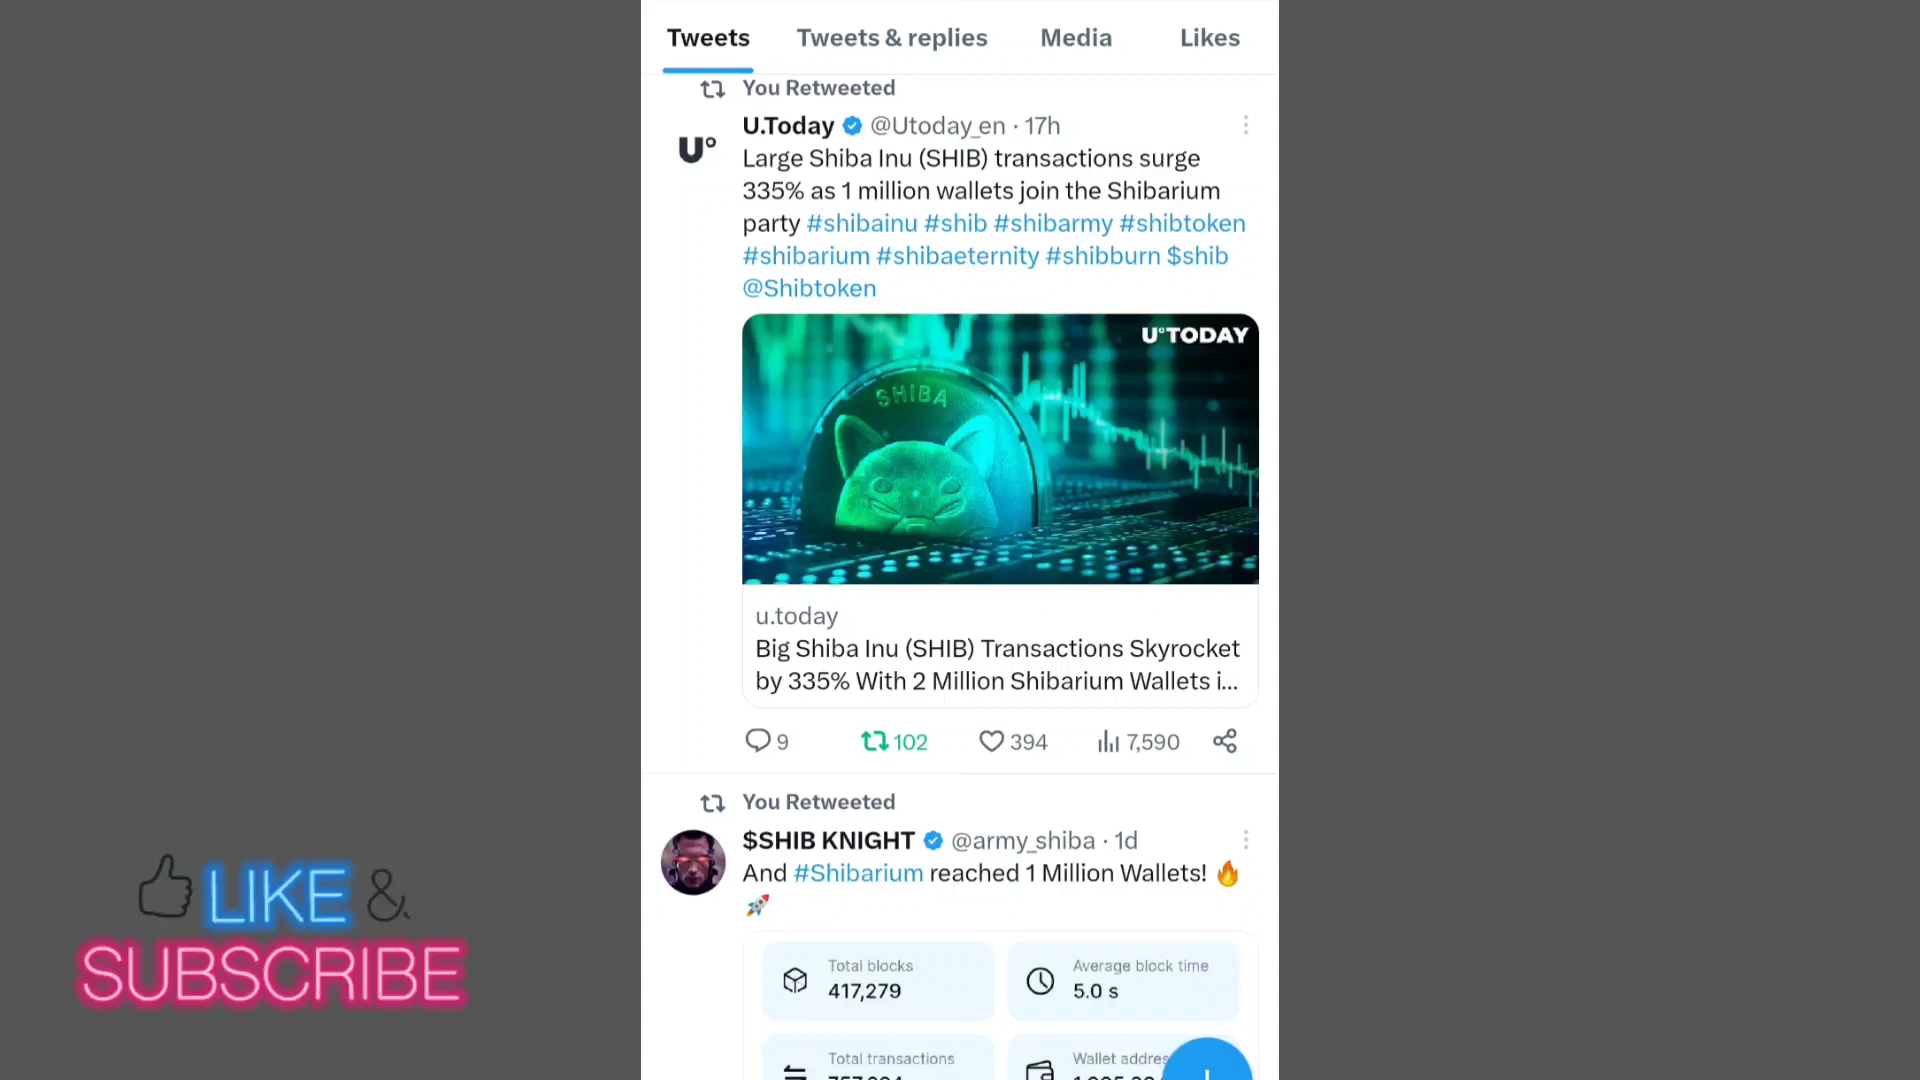 Tweets Tweets & replies Media Likes
You Retweeted
U.Today @Utoday_en · 17h
Uº
Large Shiba Inu (SHIB) transactions surge
335% as 1 million wallets join the Shibarium
party #shibainu #shib #shibarmy #shibtoken
#shibarium #shibaeternity #shibburn $shib
@Shibtoken
UºTODAY
SHIBA
u.today
Big Shiba Inu (SHIB) Transactions Skyrocket
by 335% With 2 Million Shibarium Wallets i...
9 102 394 7,590
You Retweeted
$SHIB KNIGHT @army_shiba · 1d
And #Shibarium reached 1 Million Wallets! 🔥
🚀
Total blocks
417,279
Average block time
5.0 s
Total transactions
Wallet
LIKE &
SUBSCRIBE